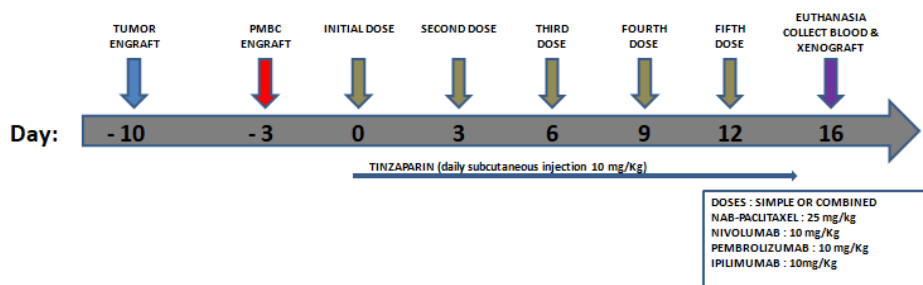 TUMOR
ENGRAFT
PMBC
ENGRAFT
INITIAL DOSE
SECOND DOSE
THIRD
DOSE
FOURTH
DOSE
FIFTH
DOSE
EUTHANASIA
COLLECT BLOOD &
XENOGRAFT
Day: - 10 - 3 0 3 6 9 12 16
TINZAPARIN (daily subcutaneous injection 10 mg/Kg)
DOSES : SIMPLE OR COMBINED
NAB-PACLITAXEL : 25 mg/kg
NIVOLUMAB : 10 mg/Kg
PEMBROLIZUMAB : 10 mg/Kg
IPILIMUMAB : 10mg/Kg